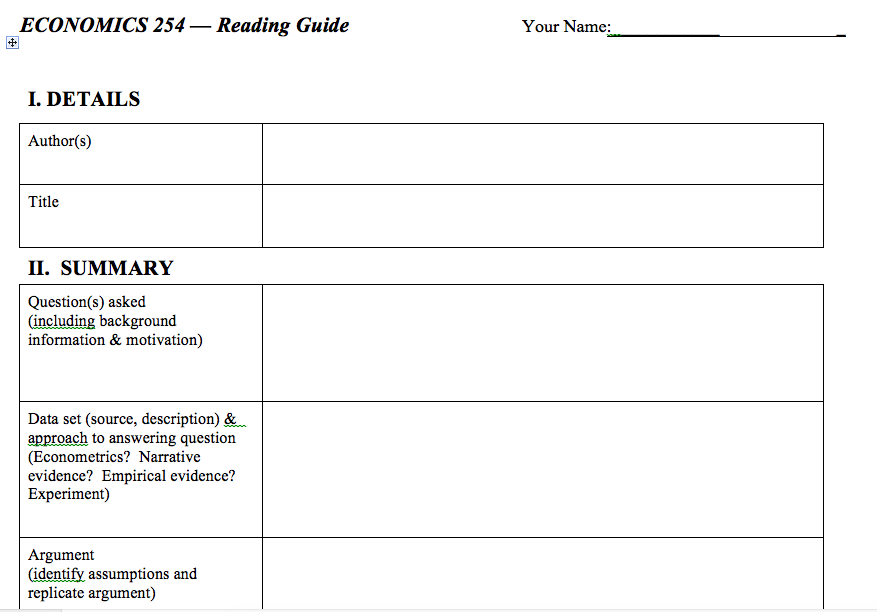 ECONOMICS 254 — Reading Guide Your Name:
I. DETAILS
Author(s)
Title
II. SUMMARY
Question(s) asked
(including background
information & motivation)
Data set (source, description) &
approach to answering question
(Econometrics? Narrative
evidence? Empirical evidence?
Experiment)
Argument
(identify assumptions and
replicate argument)